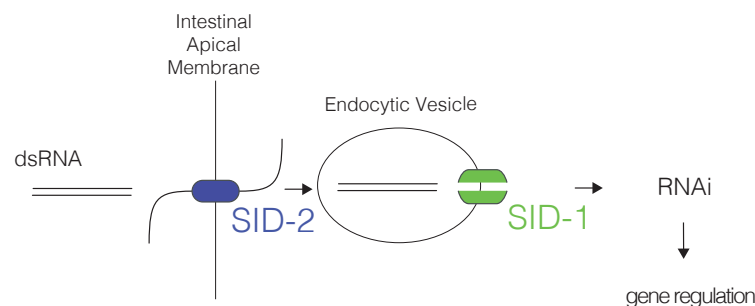 Intestinal
Apical
Membrane
Endocytic Vesicle
dsRNA
SID-2
SID-1
RNAi
gene regulation